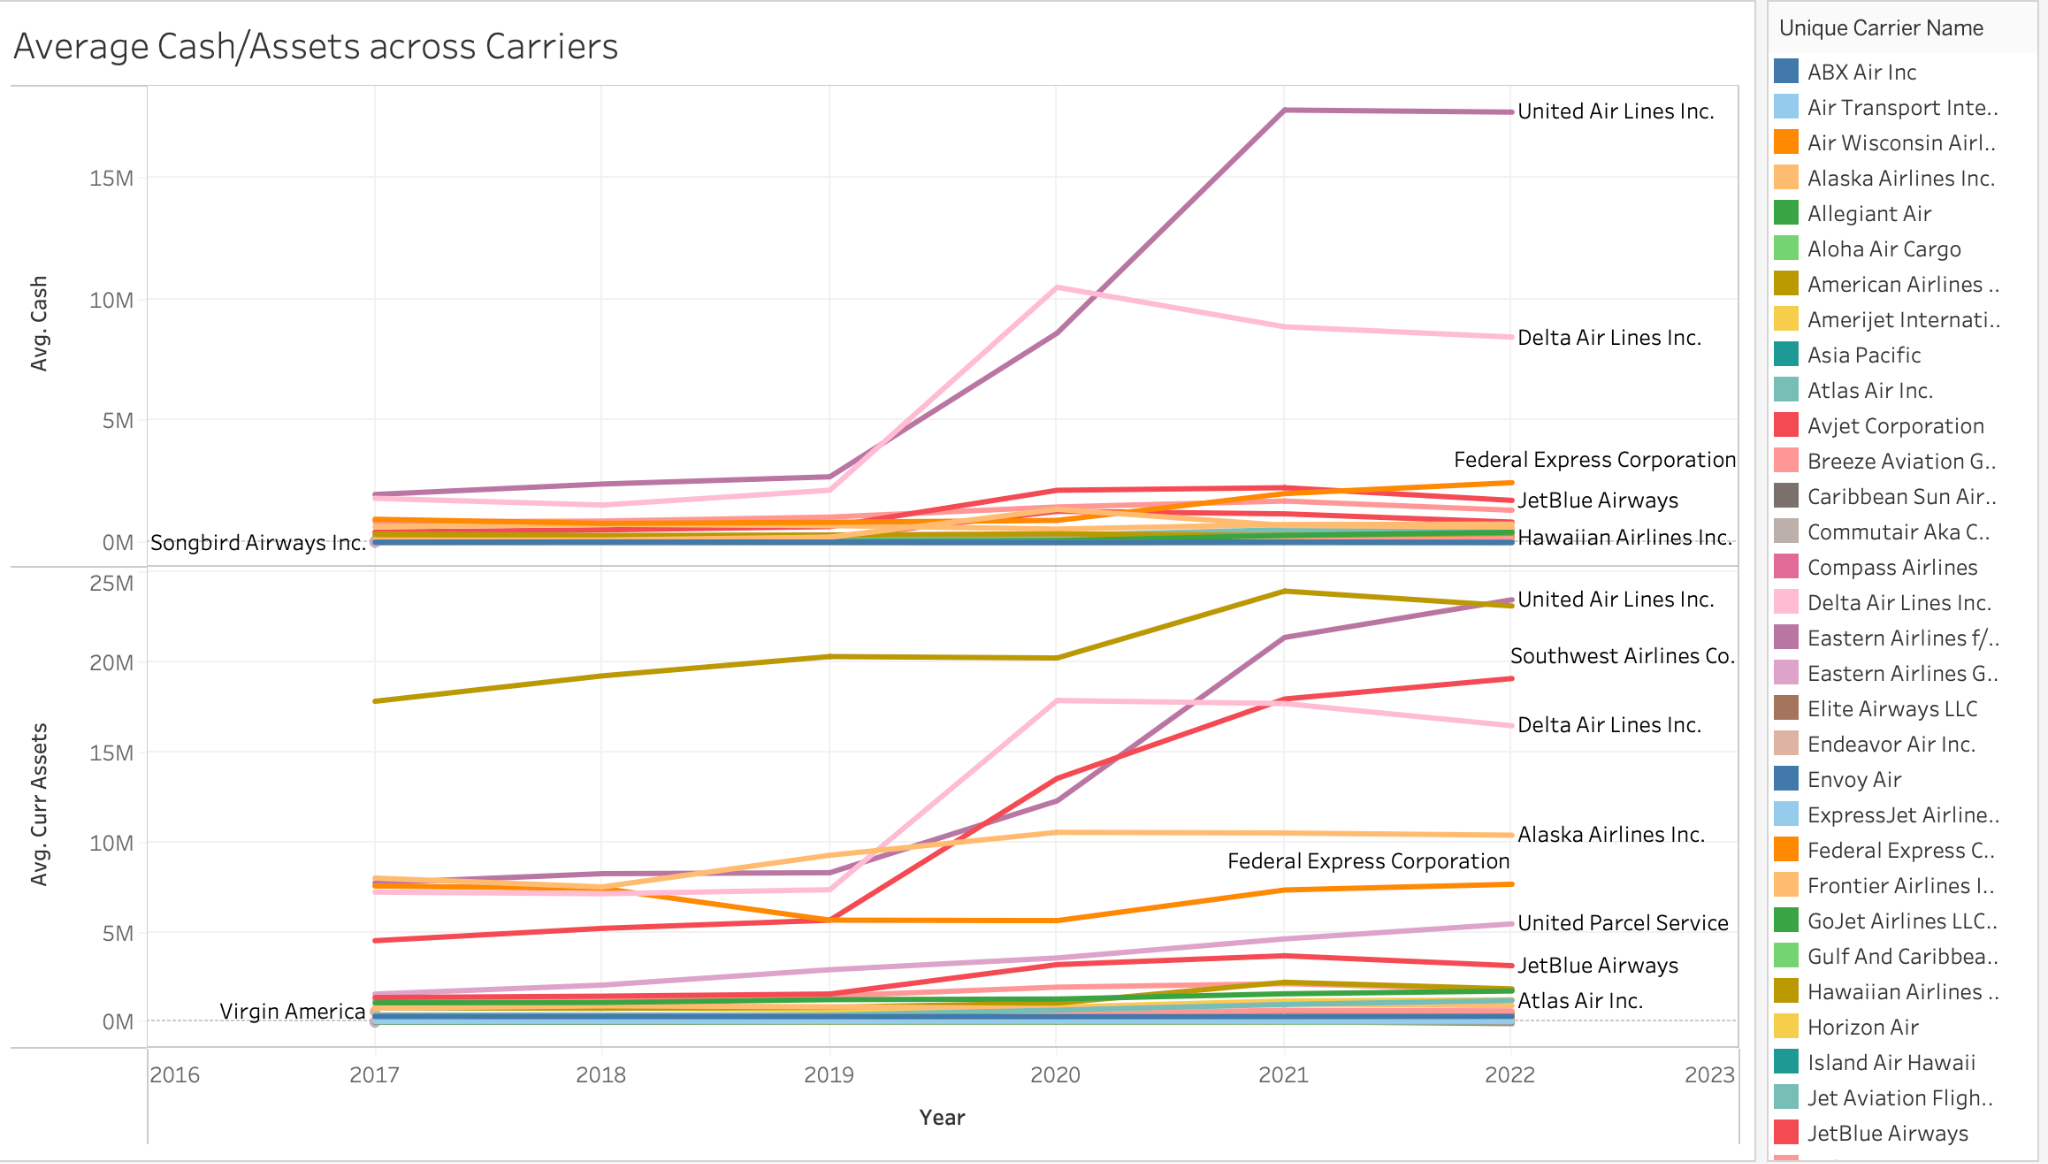 Average Cash/Assets across Carriers
Avg. Cash
15M
10M
5M
0M
United Air Lines Inc.
Delta Air Lines Inc.
Federal Express Corporation
JetBlue Airways
Songbird Airways Inc.
Hawaiian Airlines Inc.
Avg. Curr Assets
25M
20M
15M
10M
5M
0M
United Air Lines Inc.
Southwest Airlines Co.
Delta Air Lines Inc.
Alaska Airlines Inc.
Federal Express Corporation
United Parcel Service
JetBlue Airways
Virgin America
Atlas Air Inc.
2016 2017 2018 2019 2020 2021 2022 2023
Year
Unique Carrier Name
ABX Air Inc
Air Transport Inte..
Air Wisconsin Airl..
Alaska Airlines Inc.
Allegiant Air
Aloha Air Cargo
American Airlines ..
Amerijet Internati..
Asia Pacific
Atlas Air Inc.
Avjet Corporation
Breeze Aviation G..
Caribbean Sun Air..
Commutair Aka C..
Compass Airlines
Delta Air Lines Inc.
Eastern Airlines f/..
Eastern Airlines G..
Elite Airways LLC
Endeavor Air Inc.
Envoy Air
ExpressJet Airline..
Federal Express C..
Frontier Airlines I..
GoJet Airlines LLC..
Gulf And Caribbea..
Hawaiian Airlines ..
Horizon Air
Island Air Hawaii
Jet Aviation Fligh..
JetBlue Airways